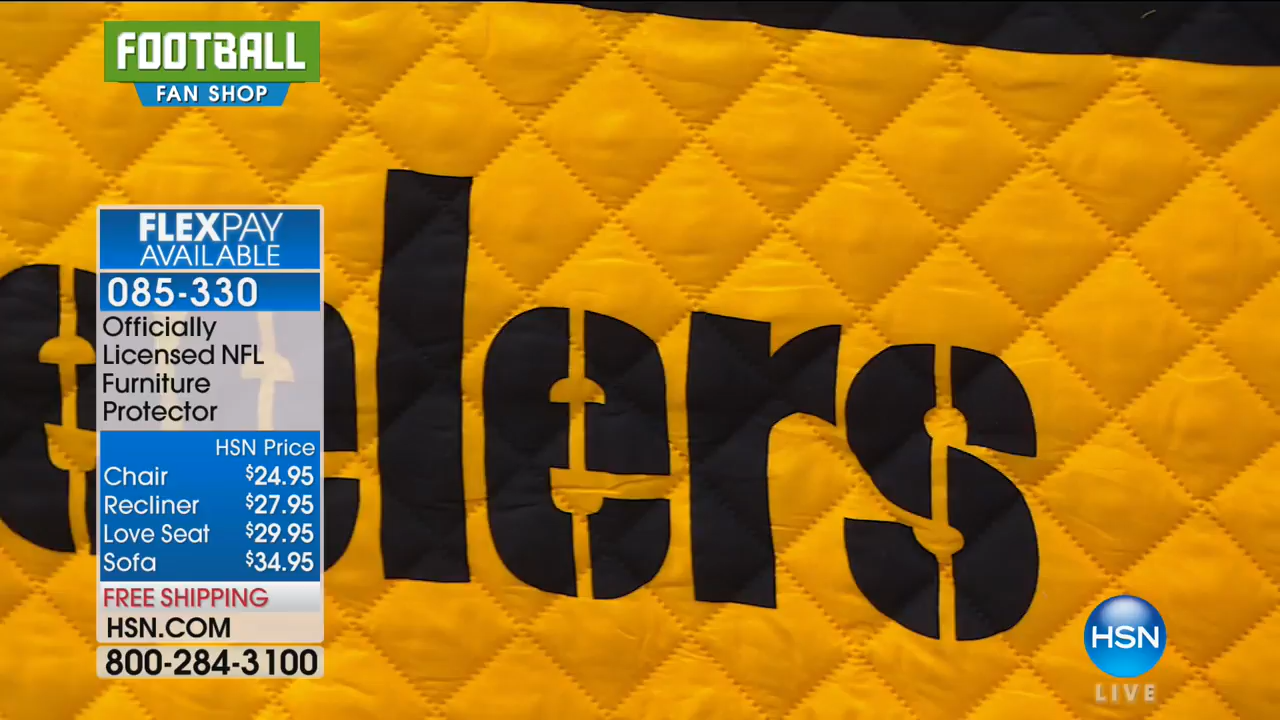 FOOTBALL
FAN SHOP
FLEXPAY
AVAILABLE
085-330
Officially
Licensed NFL
Furniture
Protector
HSN Price
Chair $24.95
Recliner $27.95
Love Seat $29.95
Sofa $34.95
FREE SHIPPING
HSN.COM
800-284-3100
eelers
HSN
LIVE